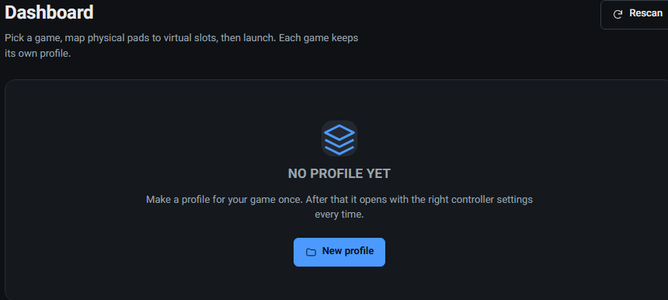 Dashboard
Rescan
Pick a game, map physical pads to virtual slots, then launch. Each game keeps
its own profile.
NO PROFILE YET
Make a profile for your game once. After that it opens with the right controller settings
every time.
New profile